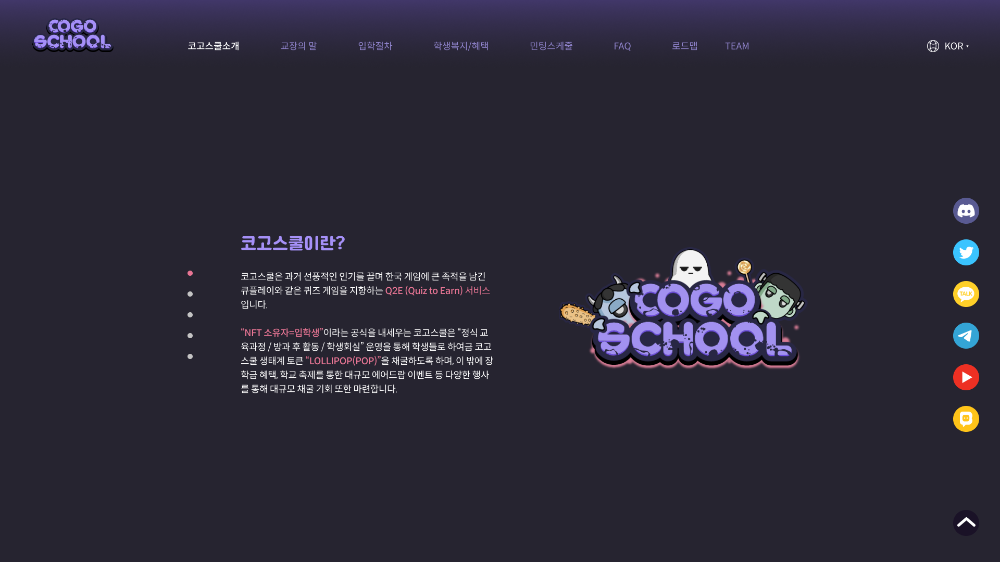 COGO
SCHOOL
코고스쿨소개
교장의 말
입학절차
학생복지/혜택
민팅스케줄
FAQ
로드맵
TEAM
KOR
코고스쿨이란?
코고스쿨은 과거 선풍적인 인기를 끌며 한국 게임에 큰 족적을 남긴
큐플레이와 같은 퀴즈 게임을 지향하는 Q2E (Quiz to Earn) 서비스
입니다.
“NFT 소유자=입학생”이라는 공식을 내세우는 코고스쿨은 “정식 교
육과정 / 방과 후 활동 / 학생회실” 운영을 통해 학생들로 하여금 코고
스쿨 생태계 토큰 “LOLLIPOP(POP)”을 채굴하도록 하며, 이 밖에 장
학금 혜택, 학교 축제를 통한 대규모 에어드랍 이벤트 등 다양한 행사
를 통해 대규모 채굴 기회 또한 마련합니다.
COGO
SCHOOL
TALK